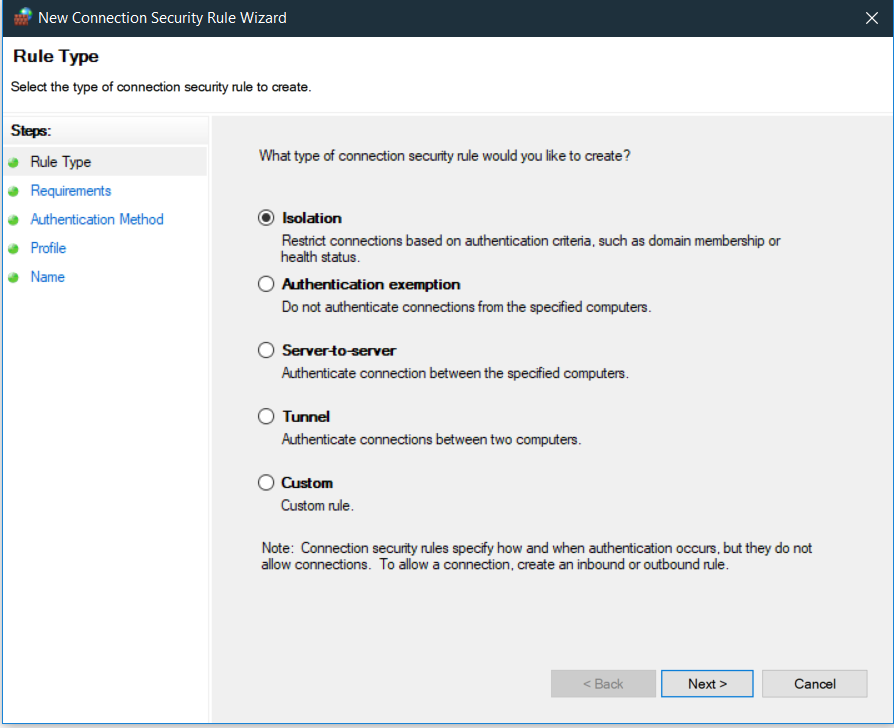 New Connection Security Rule Wizard
Rule Type
Select the type of connection security rule to create.
Steps:
Rule Type
Requirements
Authentication Method
Profile
Name
What type of connection security rule would you like to create?
Isolation
Restrict connections based on authentication criteria, such as domain membership or
health status.
Authentication exemption
Do not authenticate connections from the specified computers.
Server-to-server
Authenticate connection between the specified computers.
Tunnel
Authenticate connections between two computers.
Custom
Custom rule.
Note:  Connection security rules specify how and when authentication occurs, but they do not
allow connections.  To allow a connection, create an inbound or outbound rule.
< Back
Next >
Cancel